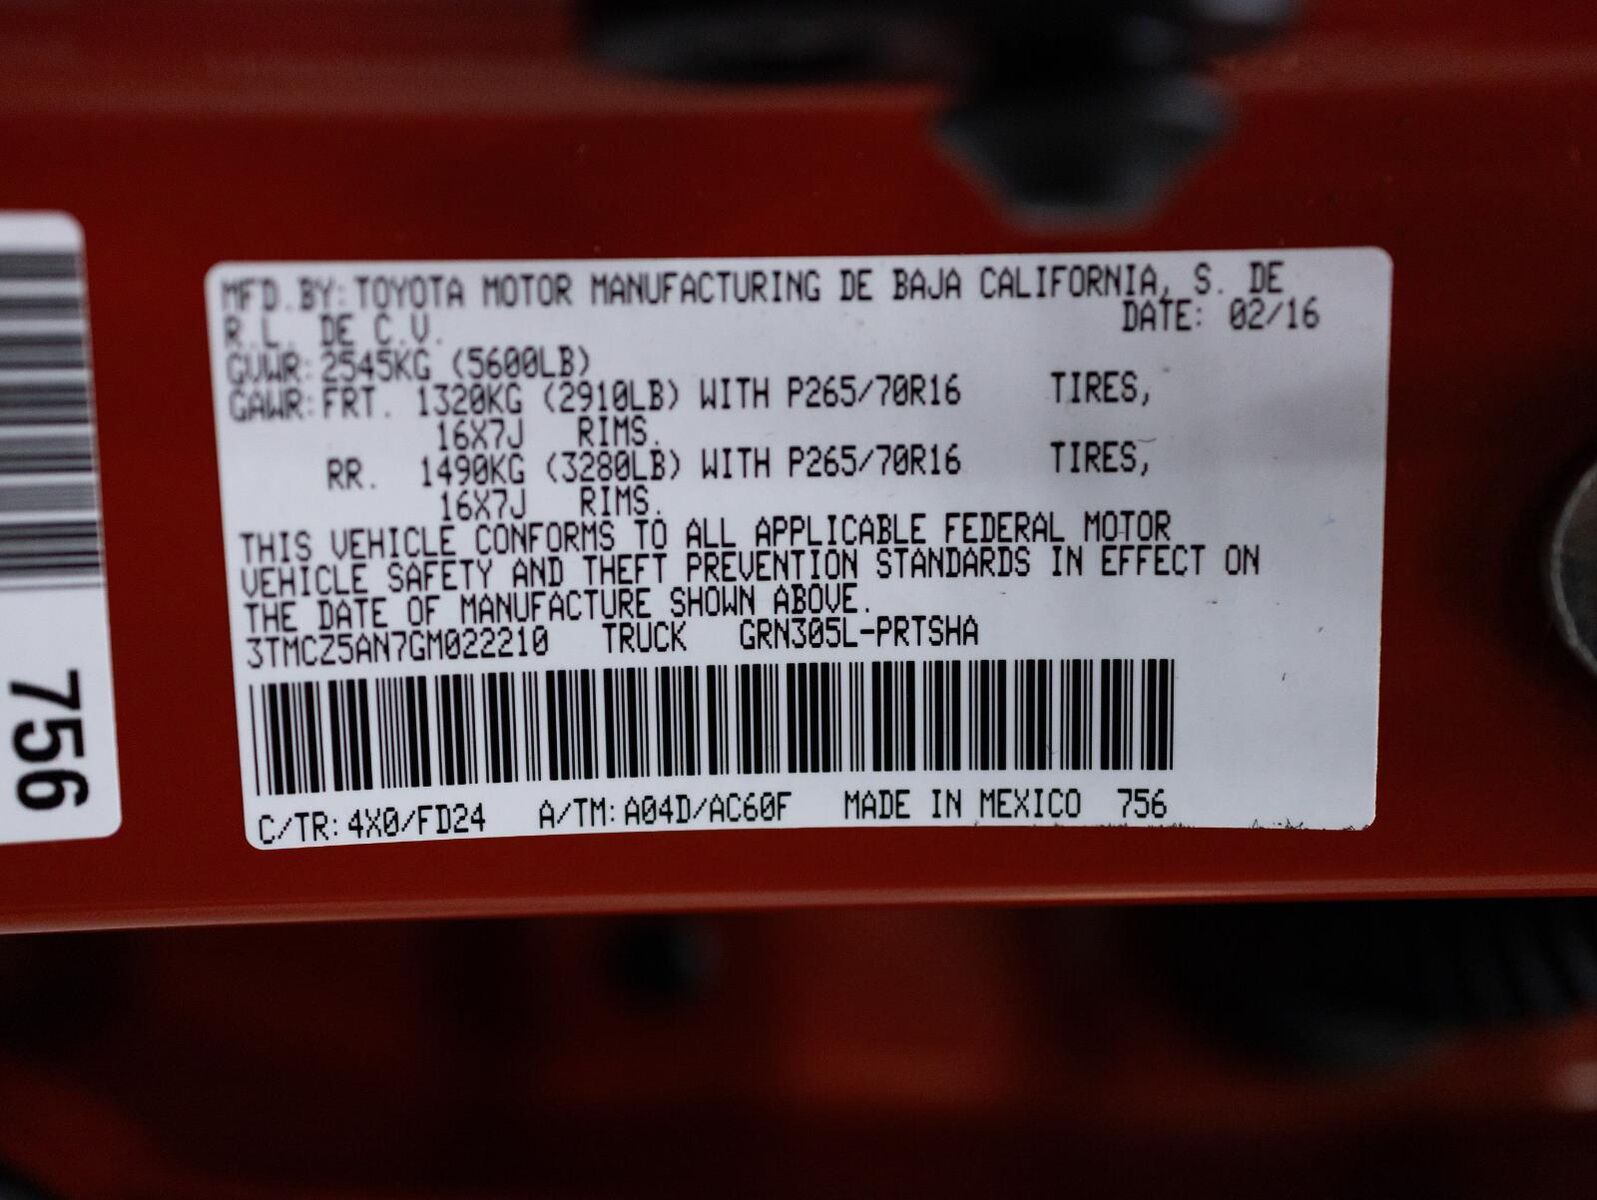 MFD.BY:TOYOTA MOTOR MANUFACTURING DE BAJA CALIFORNIA, S. DE
R.L. DE C.V. DATE: 02/16
GVWR:2545KG (5600LB)
GAWR:FRT. 1320KG (2910LB) WITH P265/70R16 TIRES,
16X7J RIMS.
RR. 1490KG (3280LB) WITH P265/70R16 TIRES,
16X7J RIMS.
THIS VEHICLE CONFORMS TO ALL APPLICABLE FEDERAL MOTOR
VEHICLE SAFETY AND THEFT PREVENTION STANDARDS IN EFFECT ON
THE DATE OF MANUFACTURE SHOWN ABOVE.
3TMCZ5AN7GM022210 TRUCK GRN305L-PRTSHA
C/TR:4X0/FD24 A/TM:A04D/AC60F MADE IN MEXICO 756
756